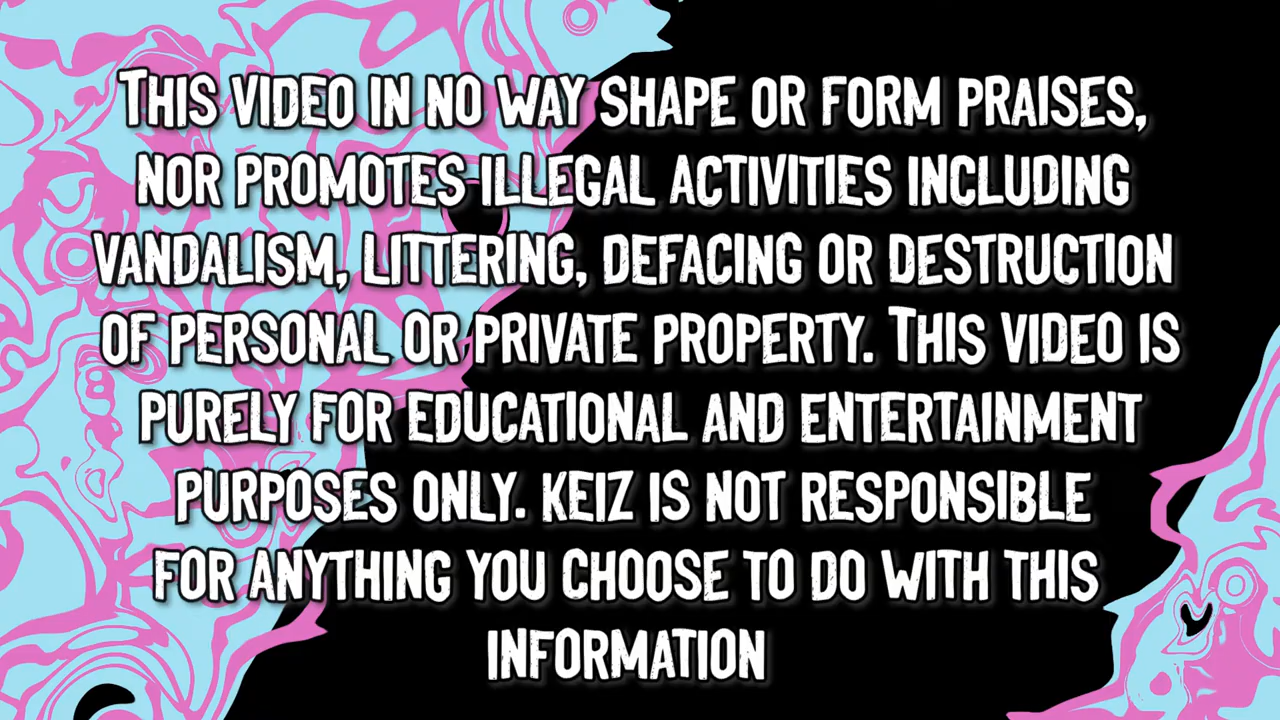 This video in no way shape or form praises,
nor promotes illegal activities including
vandalism, littering, defacing or destruction
of personal or private property. This video is
purely for educational and entertainment
purposes only. KEIZ is not responsible
for anything you choose to do with this
information